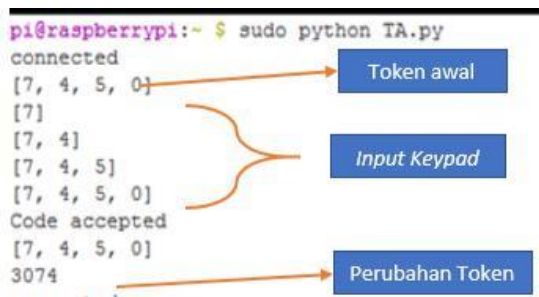 pi@raspberrypi:~ $ sudo python TA.py
connected
[7, 4, 5, 0]
Token awal
[7]
[7, 4]
[7, 4, 5]
[7, 4, 5, 0]
Input Keypad
Code accepted
[7, 4, 5, 0]
3074
Perubahan Token